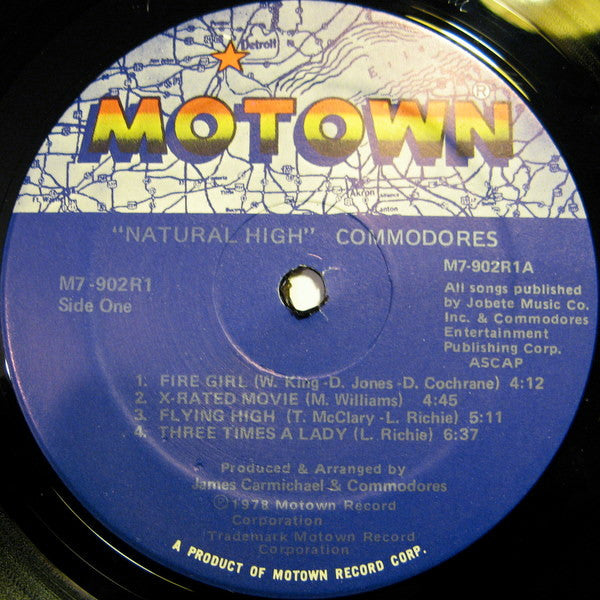 Detroit
MOTOWN®
Akron
Canton
"NATURAL HIGH" COMMODORES
M7-902R1A
M7-902R1
Side One
All songs published
by Jobete Music Co.
Inc. & Commodores
Entertainment
Publishing Corp.
ASCAP
1. FIRE GIRL (W. King -D. Jones -D. Cochrane) 4:12
2. X-RATED MOVIE (M. Williams) 4:45
3. FLYING HIGH (T. McClary -L. Richie) 5:11
4. THREE TIMES A LADY (L. Richie) 6:37
Produced & Arranged by
James Carmichael & Commodores
℗1978 Motown Record
Corporation
Trademark Motown Record
Corporation
A PRODUCT OF MOTOWN RECORD CORP.